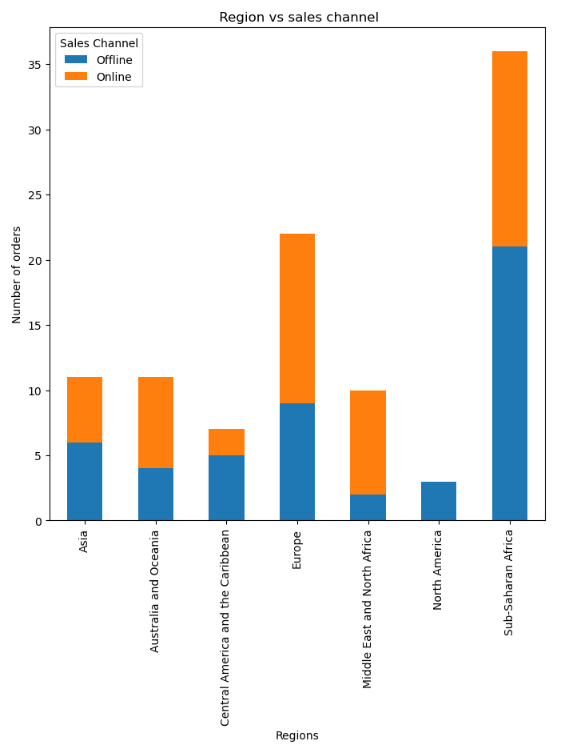 Region vs sales channel
Sales Channel
Offline
Online
Number of orders
35
30
25
20
15
10
5
0
Asia
Australia and Oceania
Central America and the Caribbean
Europe
Middle East and North Africa
North America
Sub-Saharan Africa
Regions